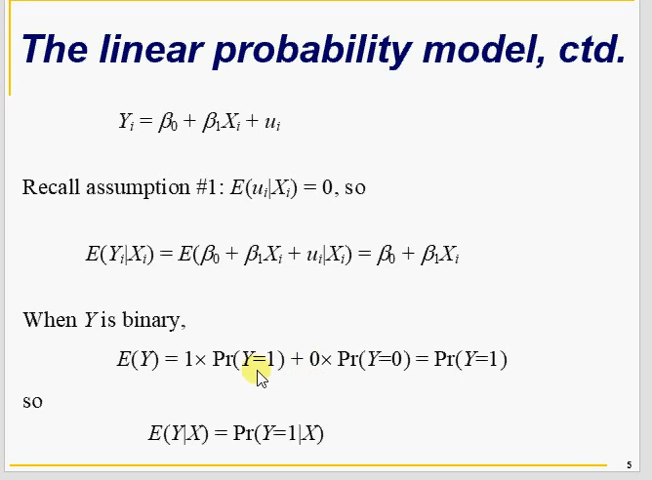 The linear probability model, ctd.
Yᵢ = β₀ + β₁Xᵢ + uᵢ
Recall assumption #1: E(uᵢ|Xᵢ) = 0, so
E(Yᵢ|Xᵢ) = E(β₀ + β₁Xᵢ + uᵢ|Xᵢ) = β₀ + β₁Xᵢ
When Y is binary,
E(Y) = 1× Pr(Y=1) + 0× Pr(Y=0) = Pr(Y=1)
so
E(Y|X) = Pr(Y=1|X)
5